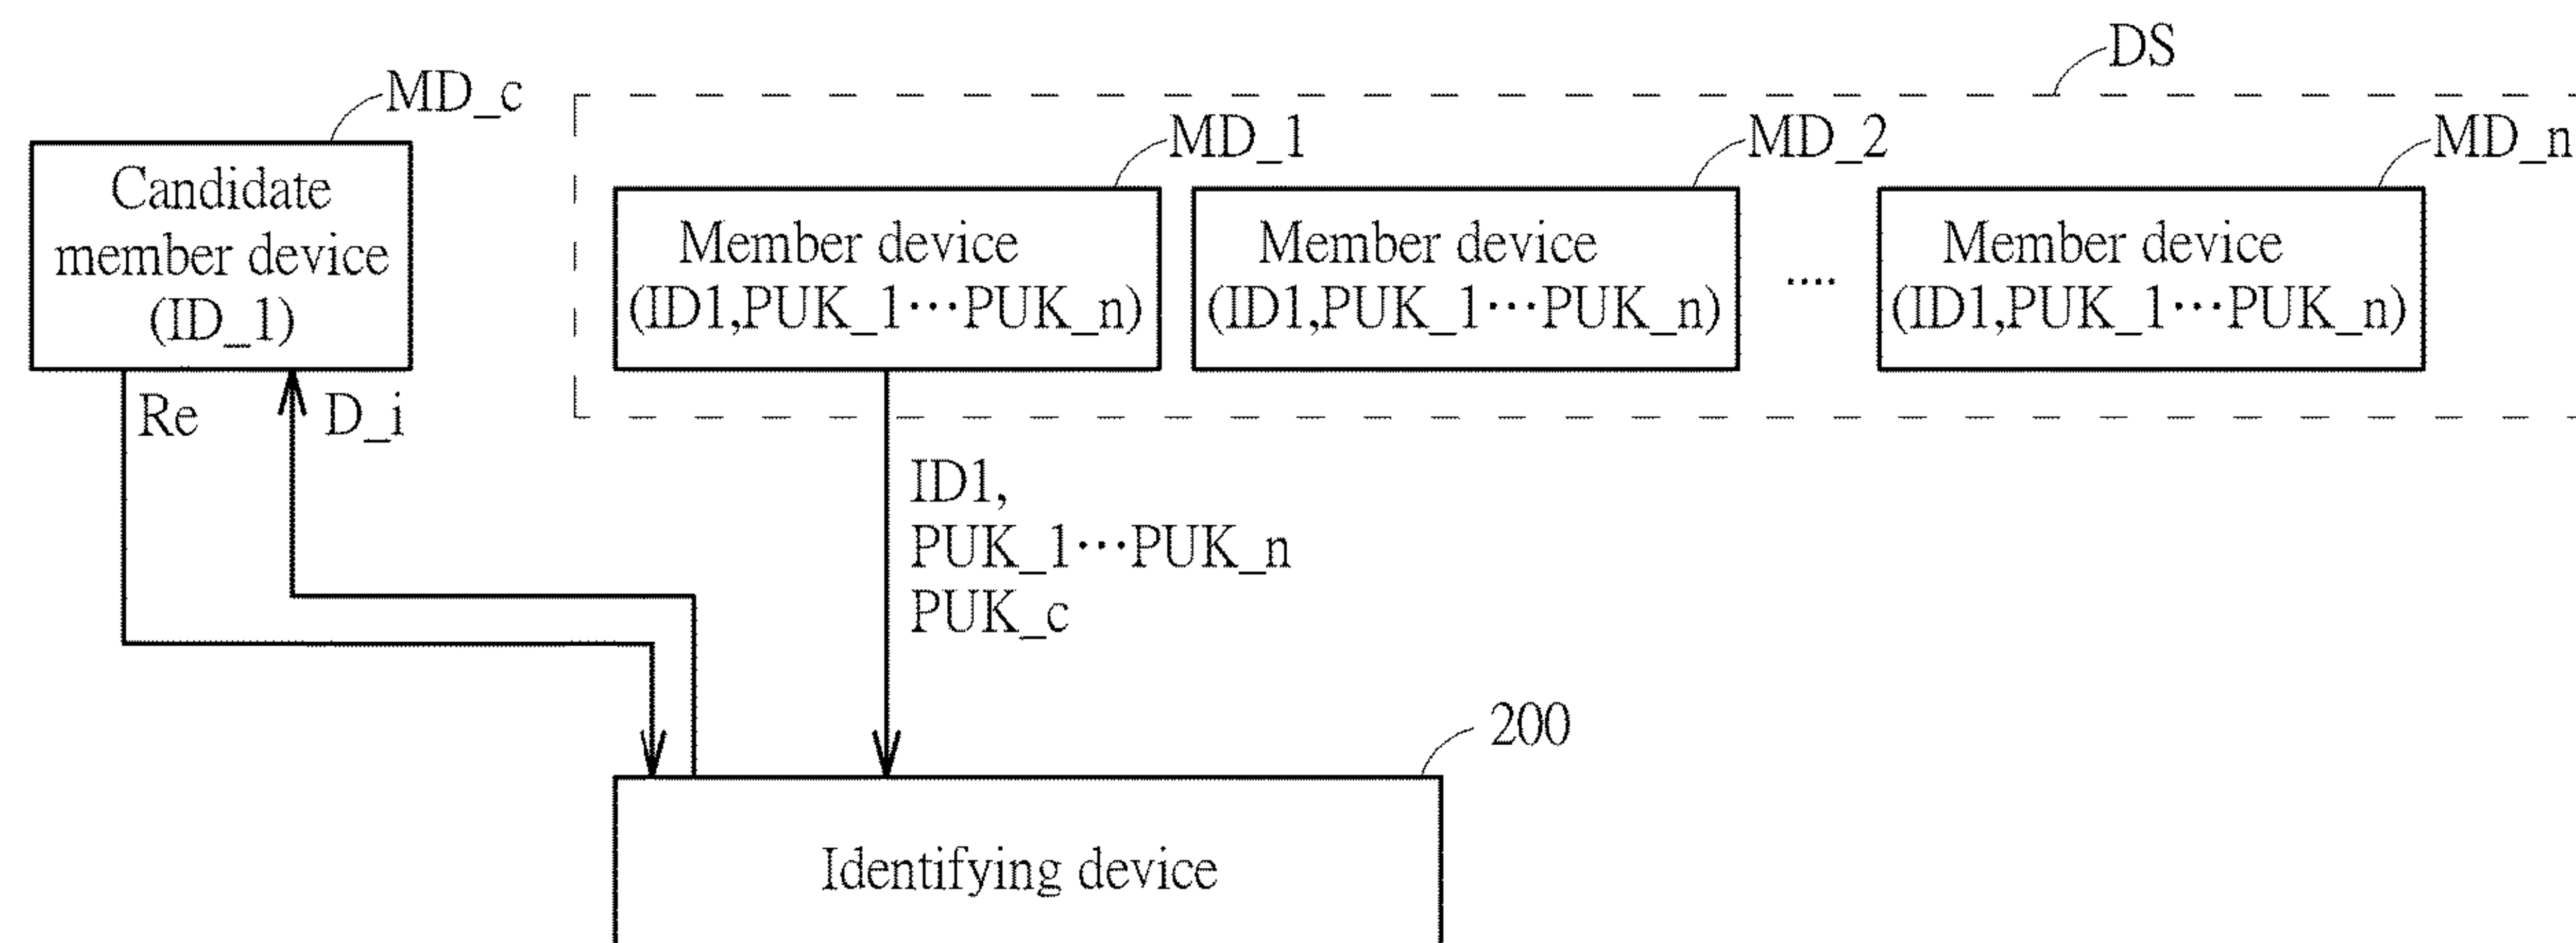 DS
MD_c
MD_1
MD_2
MD_n
Candidate
member device
(ID_1)
Member device
(ID1,PUK_1⋯PUK_n)
Member device
(ID1,PUK_1⋯PUK_n)
....
Member device
(ID1,PUK_1⋯PUK_n)
Re
D_i
ID1,
PUK_1⋯PUK_n
PUK_c
200
Identifying device